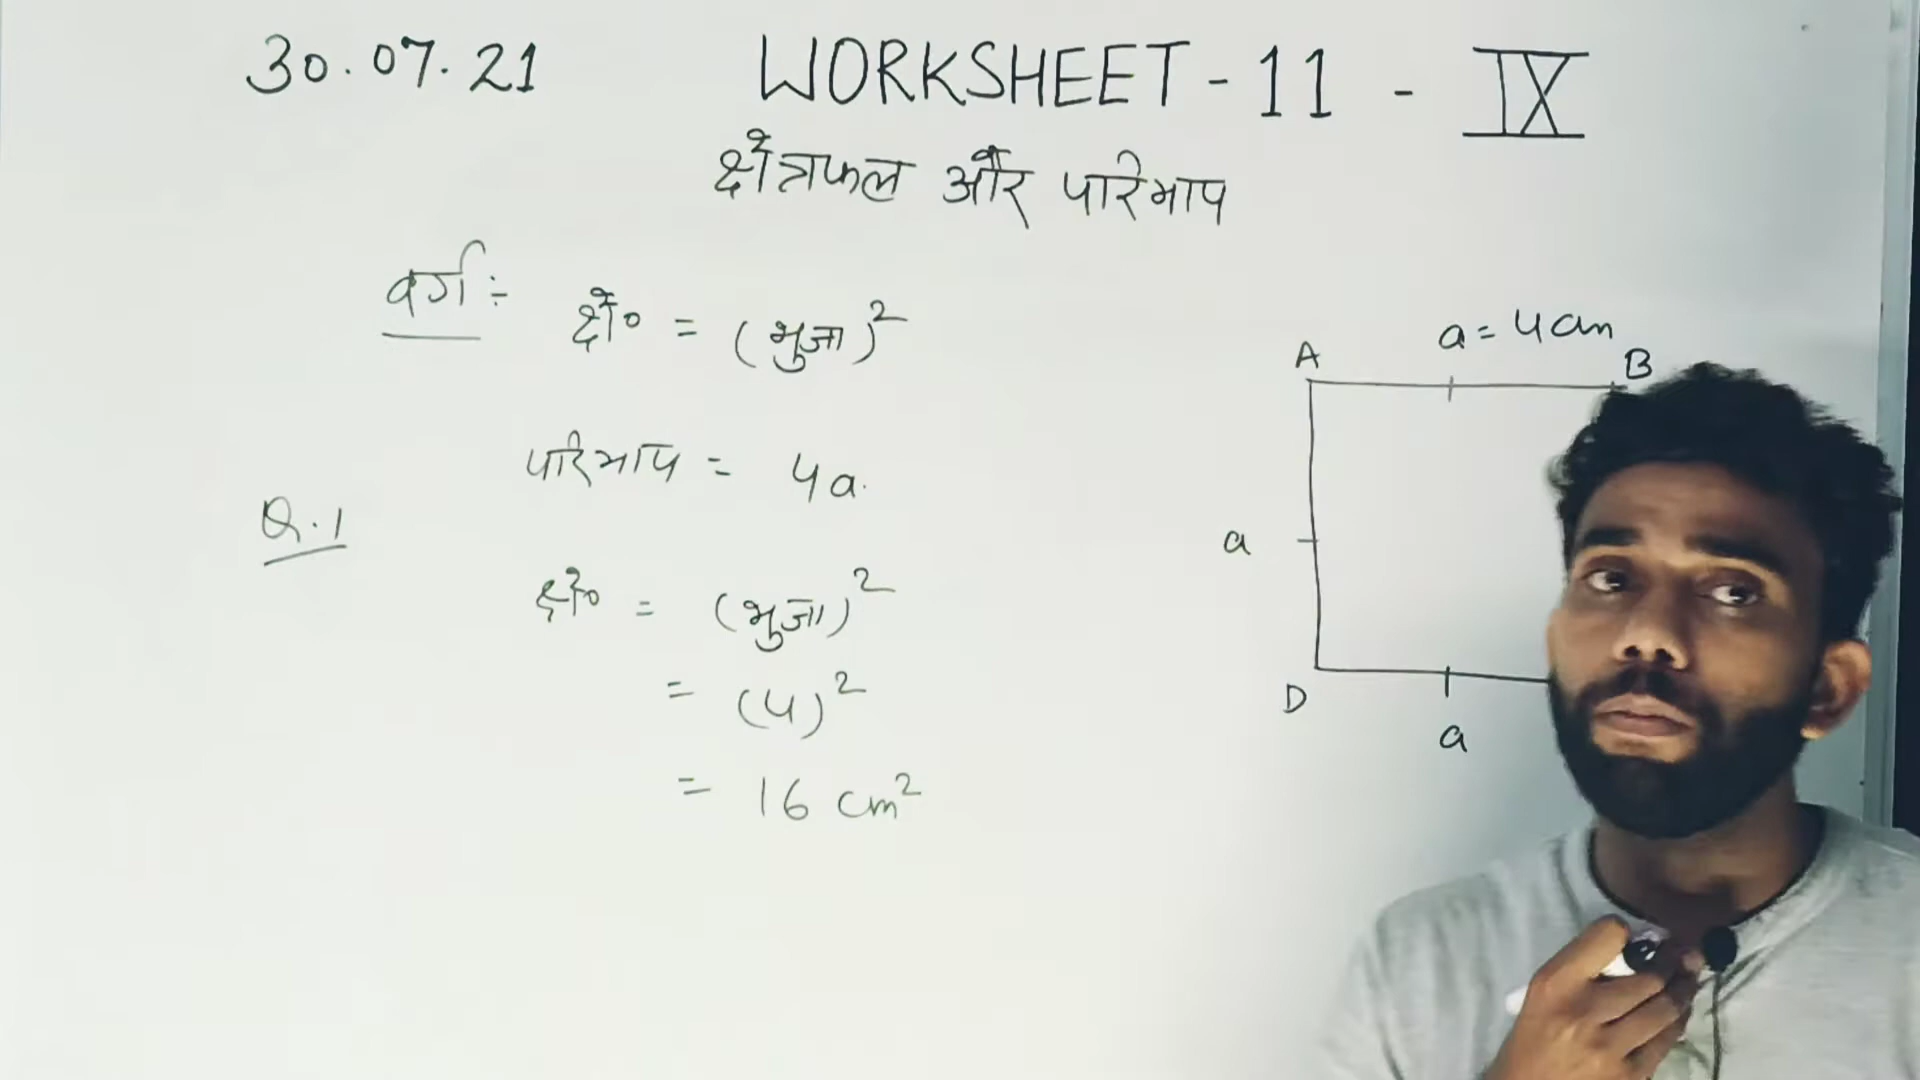 30.07.21 WORKSHEET - 11 - IX
क्षेत्रफल और परिमाप
वर्ग ÷ क्षे० = (भुजा)²
परिमाप = 4a.
Q.1
क्षे० = (भुजा)²
= (4)²
= 16 cm²
a = 4cm
A B
a
D
a